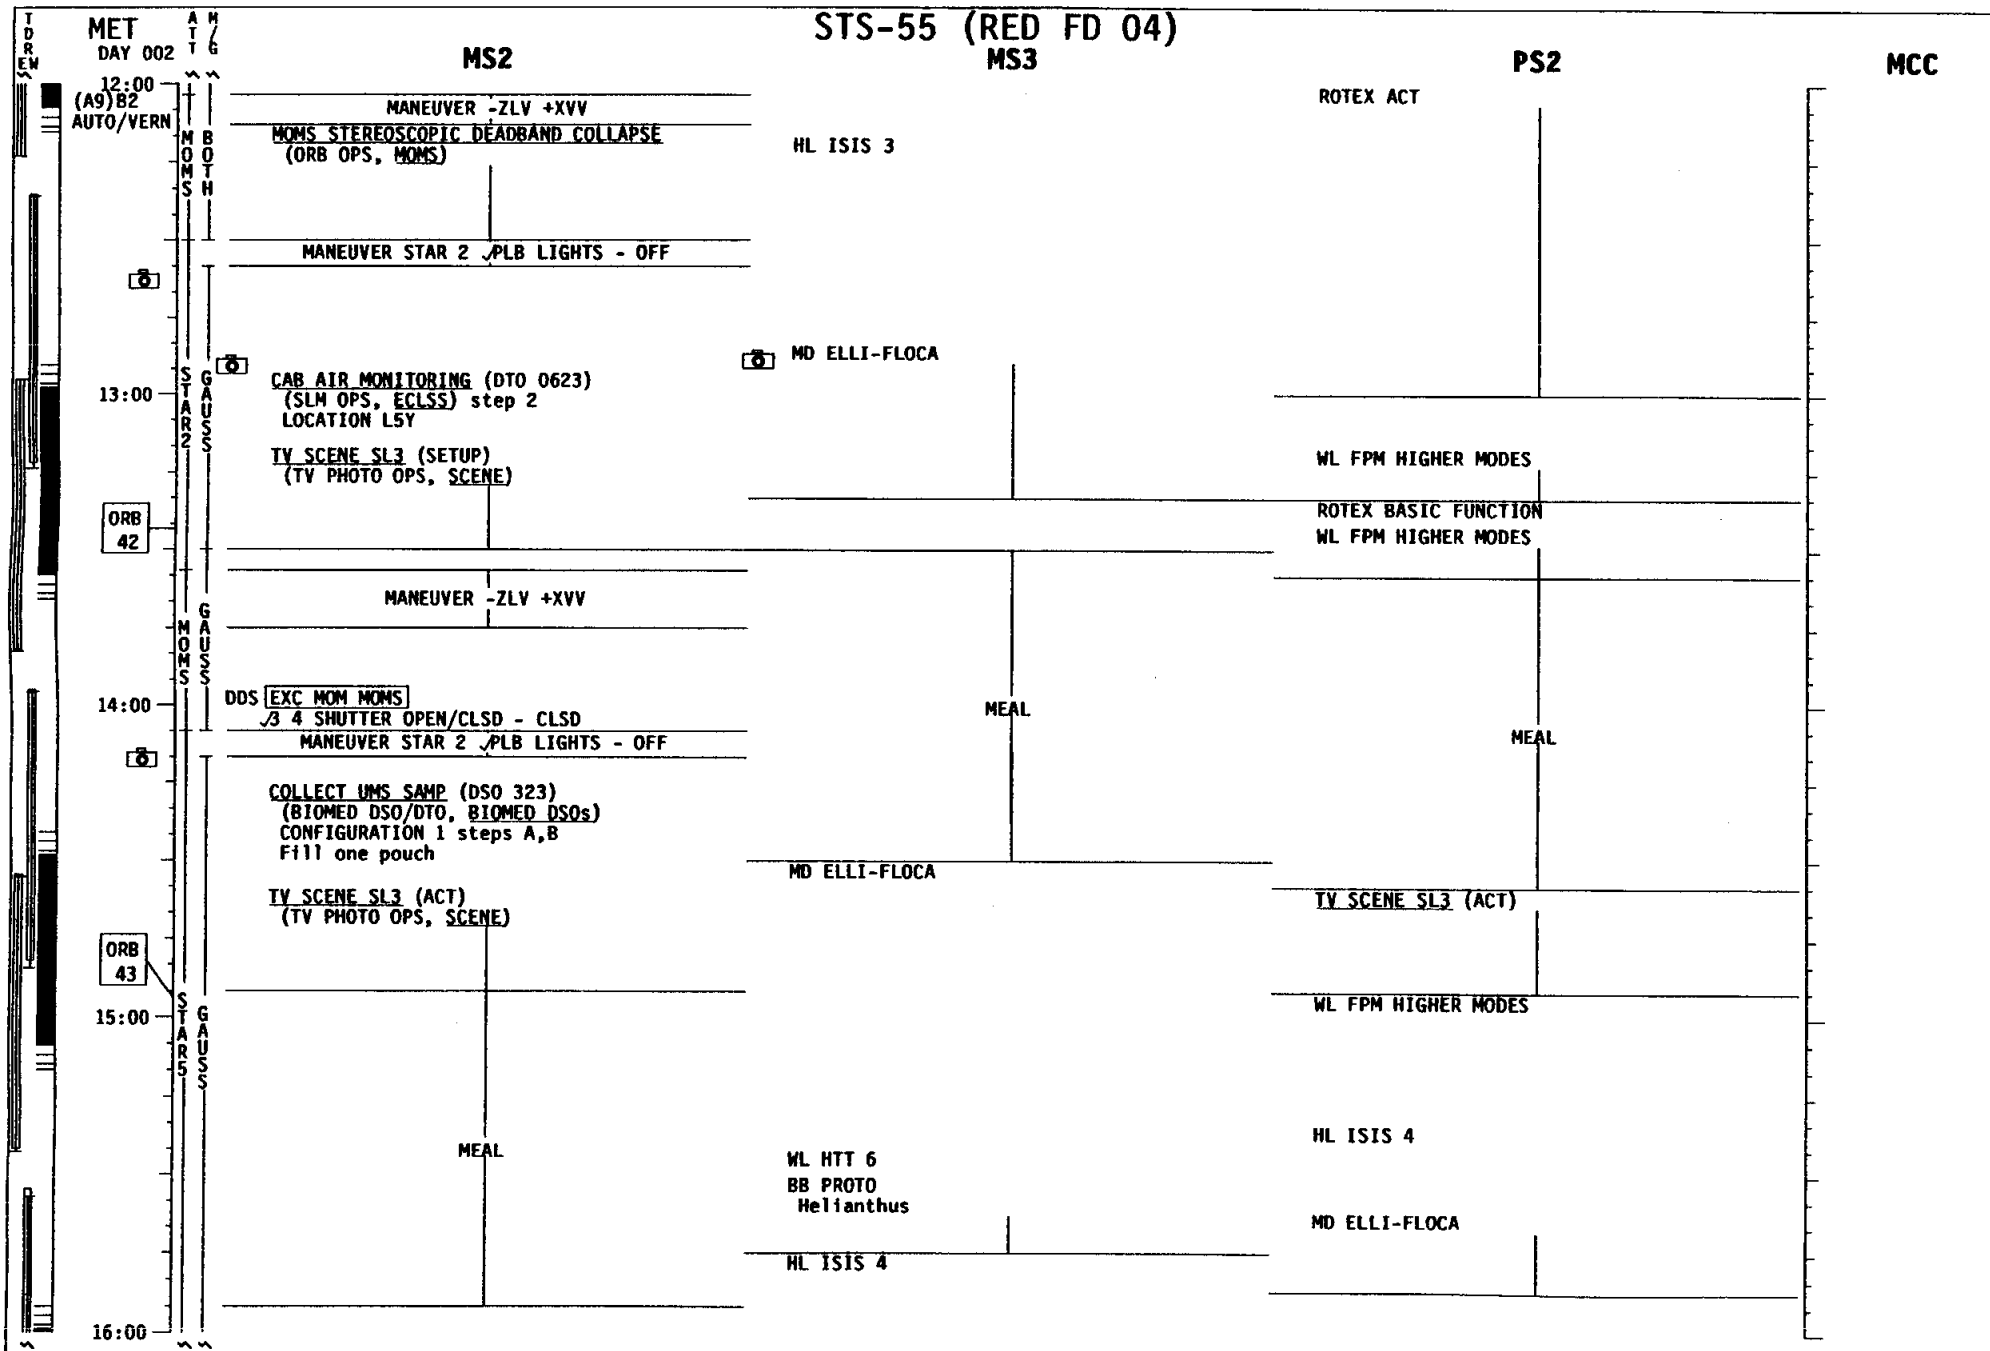 STS-55 (RED FD 04)
TDRE W
MET
DAY 002
ATT
M/G
MS2
MS3
PS2
MCC
12:00
(A9)B2
AUTO/VERN
MOMS
BOTH
STAR2
GAUSS
13:00
ORB
42
MOMS
GAUSS
14:00
ORB
43
STAR5
GAUSS
15:00
16:00
MANEUVER -ZLV +XVV
MOMS STEREOSCOPIC DEADBAND COLLAPSE
(ORB OPS, MOMS)
MANEUVER STAR 2 √PLB LIGHTS - OFF
CAB AIR MONITORING (DTO 0623)
(SLM OPS, ECLSS) step 2
LOCATION L5Y
TV SCENE SL3 (SETUP)
(TV PHOTO OPS, SCENE)
MANEUVER -ZLV +XVV
DDS EXC MOM MOMS
√3 4 SHUTTER OPEN/CLSD - CLSD
MANEUVER STAR 2 √PLB LIGHTS - OFF
COLLECT UMS SAMP (DSO 323)
(BIOMED DSO/DTO, BIOMED DSOs)
CONFIGURATION 1 steps A,B
Fill one pouch
TV SCENE SL3 (ACT)
(TV PHOTO OPS, SCENE)
MEAL
HL ISIS 3
MD ELLI-FLOCA
MEAL
MD ELLI-FLOCA
WL HTT 6
BB PROTO
Helianthus
HL ISIS 4
ROTEX ACT
WL FPM HIGHER MODES
ROTEX BASIC FUNCTION
WL FPM HIGHER MODES
MEAL
TV SCENE SL3 (ACT)
WL FPM HIGHER MODES
HL ISIS 4
MD ELLI-FLOCA